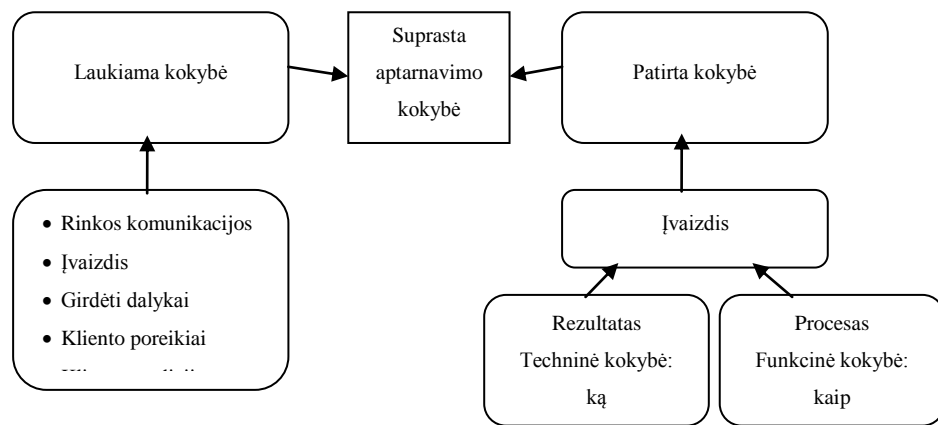 Laukiama kokybė
Suprasta
aptarnavimo
kokybė
Patirta kokybė
• Rinkos komunikacijos
• Įvaizdis
• Girdėti dalykai
• Kliento poreikiai
Įvaizdis
Rezultatas
Techninė kokybė:
ką
Procesas
Funkcinė kokybė:
kaip